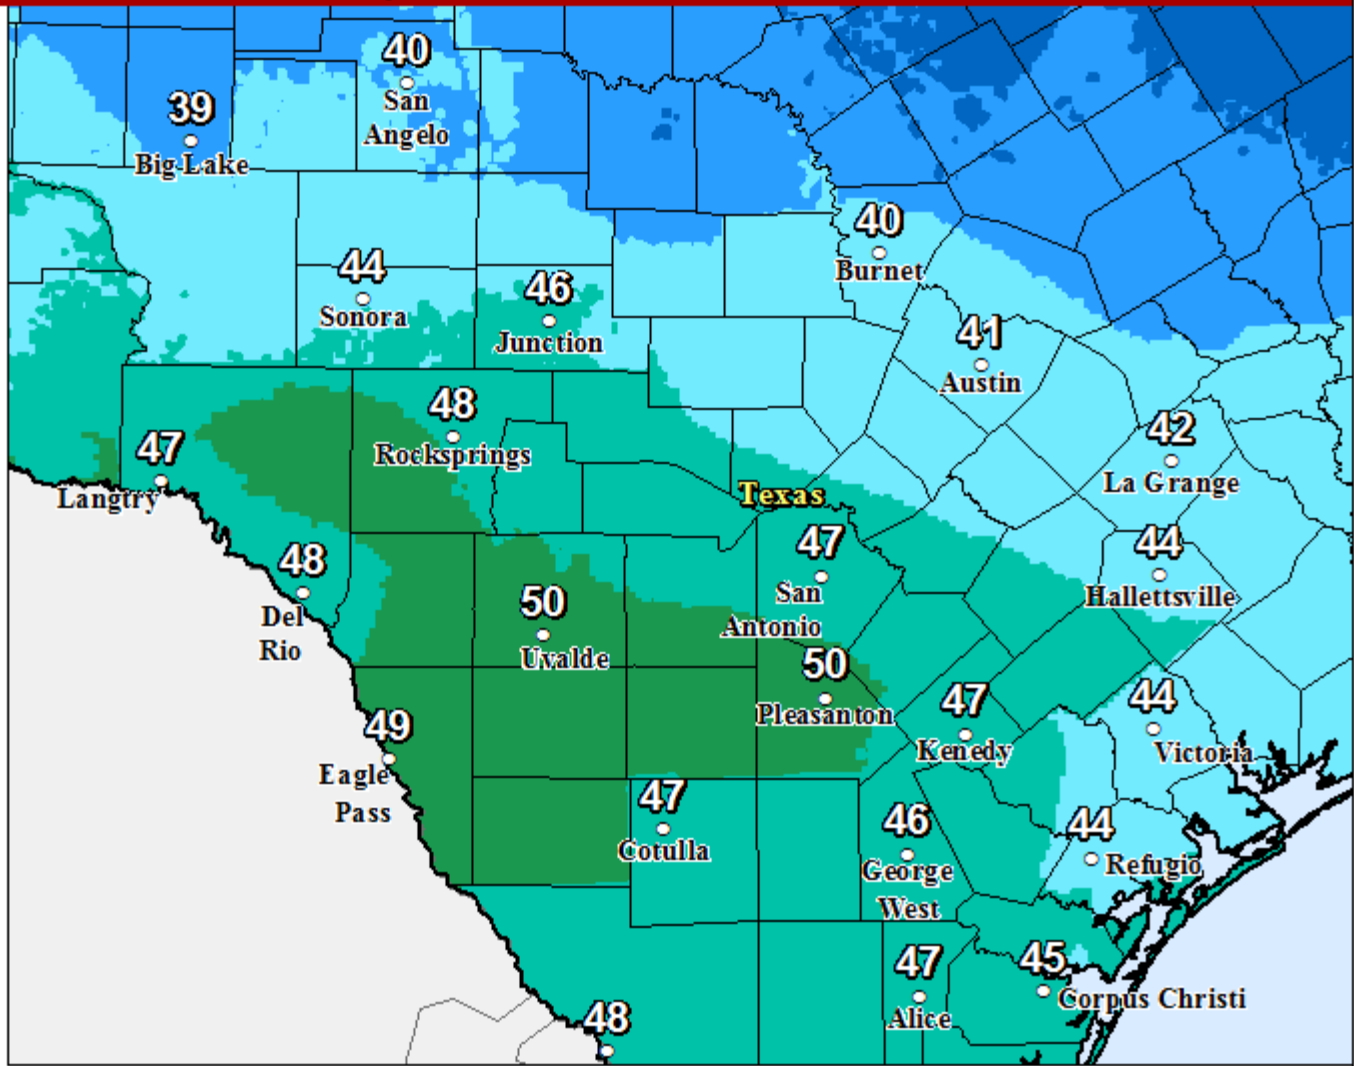 40
San
Angelo
39
Big Lake
40
Burnet
44
Sonora
46
Junction
41
Austin
48
Rocksprings
42
La Grange
47
Langtry
Texas
47
San
Antonio
44
Hallettsville
48
Del
Rio
50
Uvalde
50
Pleasanton
47
Kenedy
44
Victoria
49
Eagle
Pass
47
Cotulla
46
George
West
44
Refugio
47
Alice
45
Corpus Christi
48